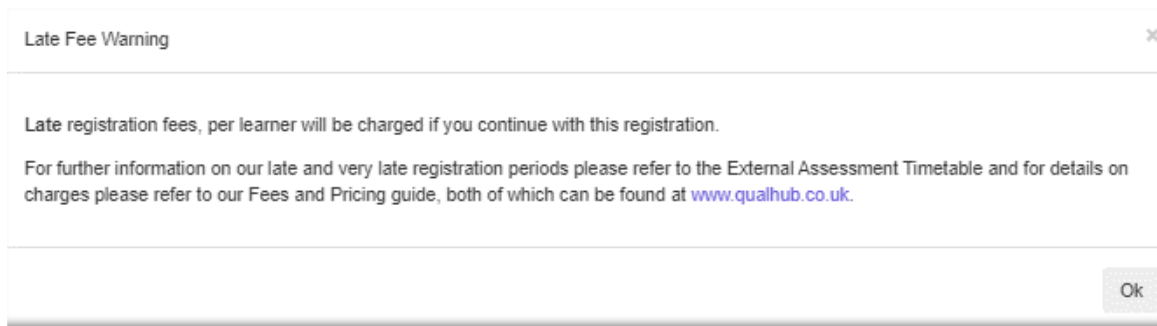 Late Fee Warning
×
Late registration fees, per learner will be charged if you continue with this registration.
For further information on our late and very late registration periods please refer to the External Assessment Timetable and for details on
charges please refer to our Fees and Pricing guide, both of which can be found at www.qualhub.co.uk.
Ok